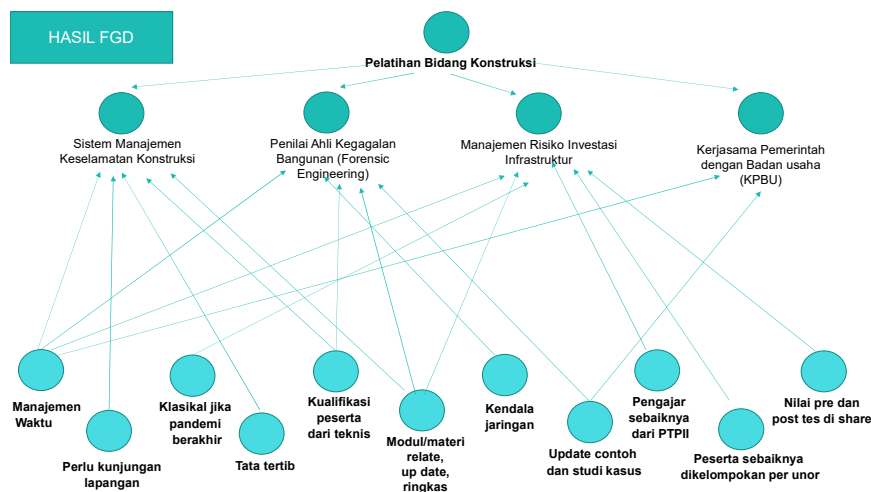 HASIL FGD
Pelatihan Bidang Konstruksi
Sistem Manajemen
Keselamatan Konstruksi
Penilai Ahli Kegagalan
Bangunan (Forensic
Engineering)
Manajemen Risiko Investasi
Infrastruktur
Kerjasama Pemerintah
dengan Badan usaha
(KPBU)
Manajemen
Waktu
Perlu kunjungan
lapangan
Klasikal jika
pandemi
berakhir
Tata tertib
Kualifikasi
peserta
dari teknis
Modul/materi
relate,
up date,
ringkas
Kendala
jaringan
Update contoh
dan studi kasus
Pengajar
sebaiknya
dari PTPII
Peserta sebaiknya
dikelompokan per unor
Nilai pre dan
post tes di share